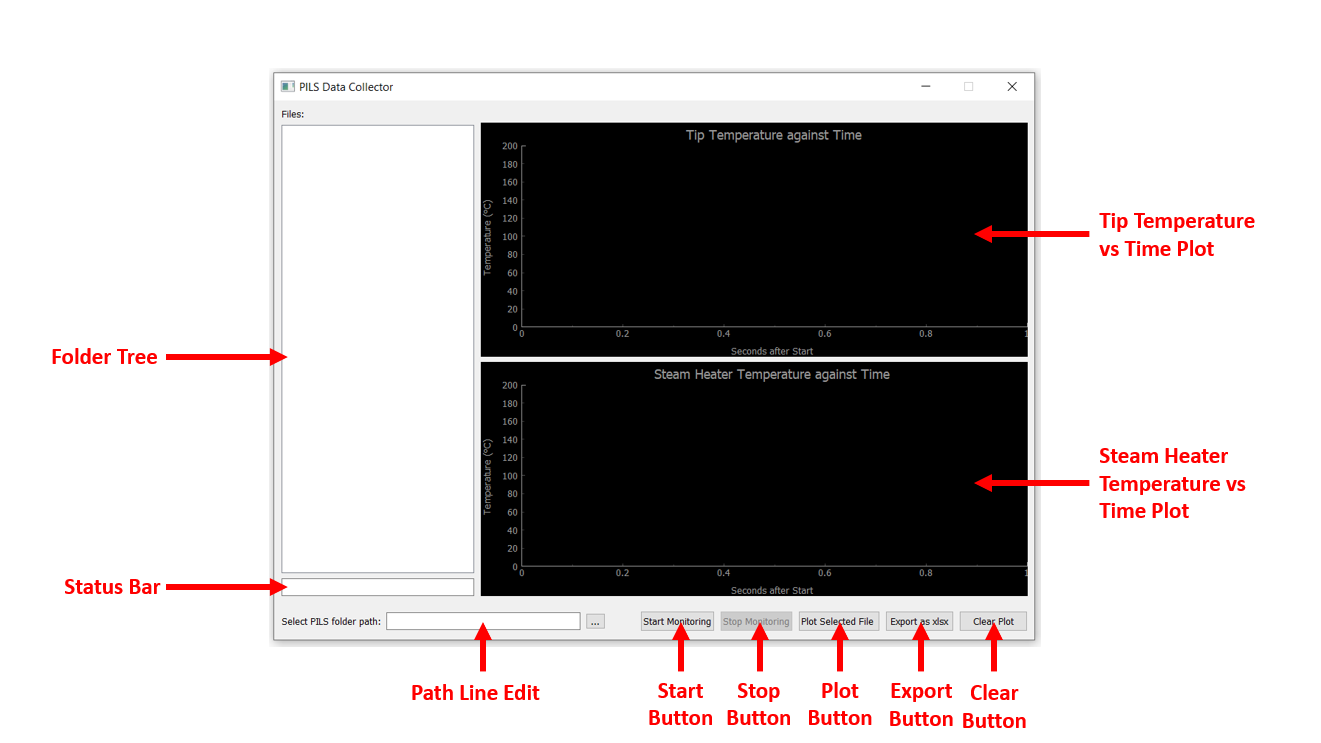 PILS Data Collector
Files:
Tip Temperature against Time
200
180
160
140
120
100
80
60
40
20
0
Temperature (ºC)
0 0.2 0.4 0.6 0.8 1
Seconds after Start
Tip Temperature
vs Time Plot
Folder Tree
Steam Heater Temperature against Time
200
180
160
140
120
100
80
60
40
20
0
Temperature (ºC)
0 0.2 0.4 0.6 0.8 1
Seconds after Start
Steam Heater
Temperature vs
Time Plot
Status Bar
Select PILS folder path: ... Start Monitoring Stop Monitoring Plot Selected File Export as xlsx Clear Plot
Path Line Edit
Start
Button
Stop
Button
Plot
Button
Export
Button
Clear
Button